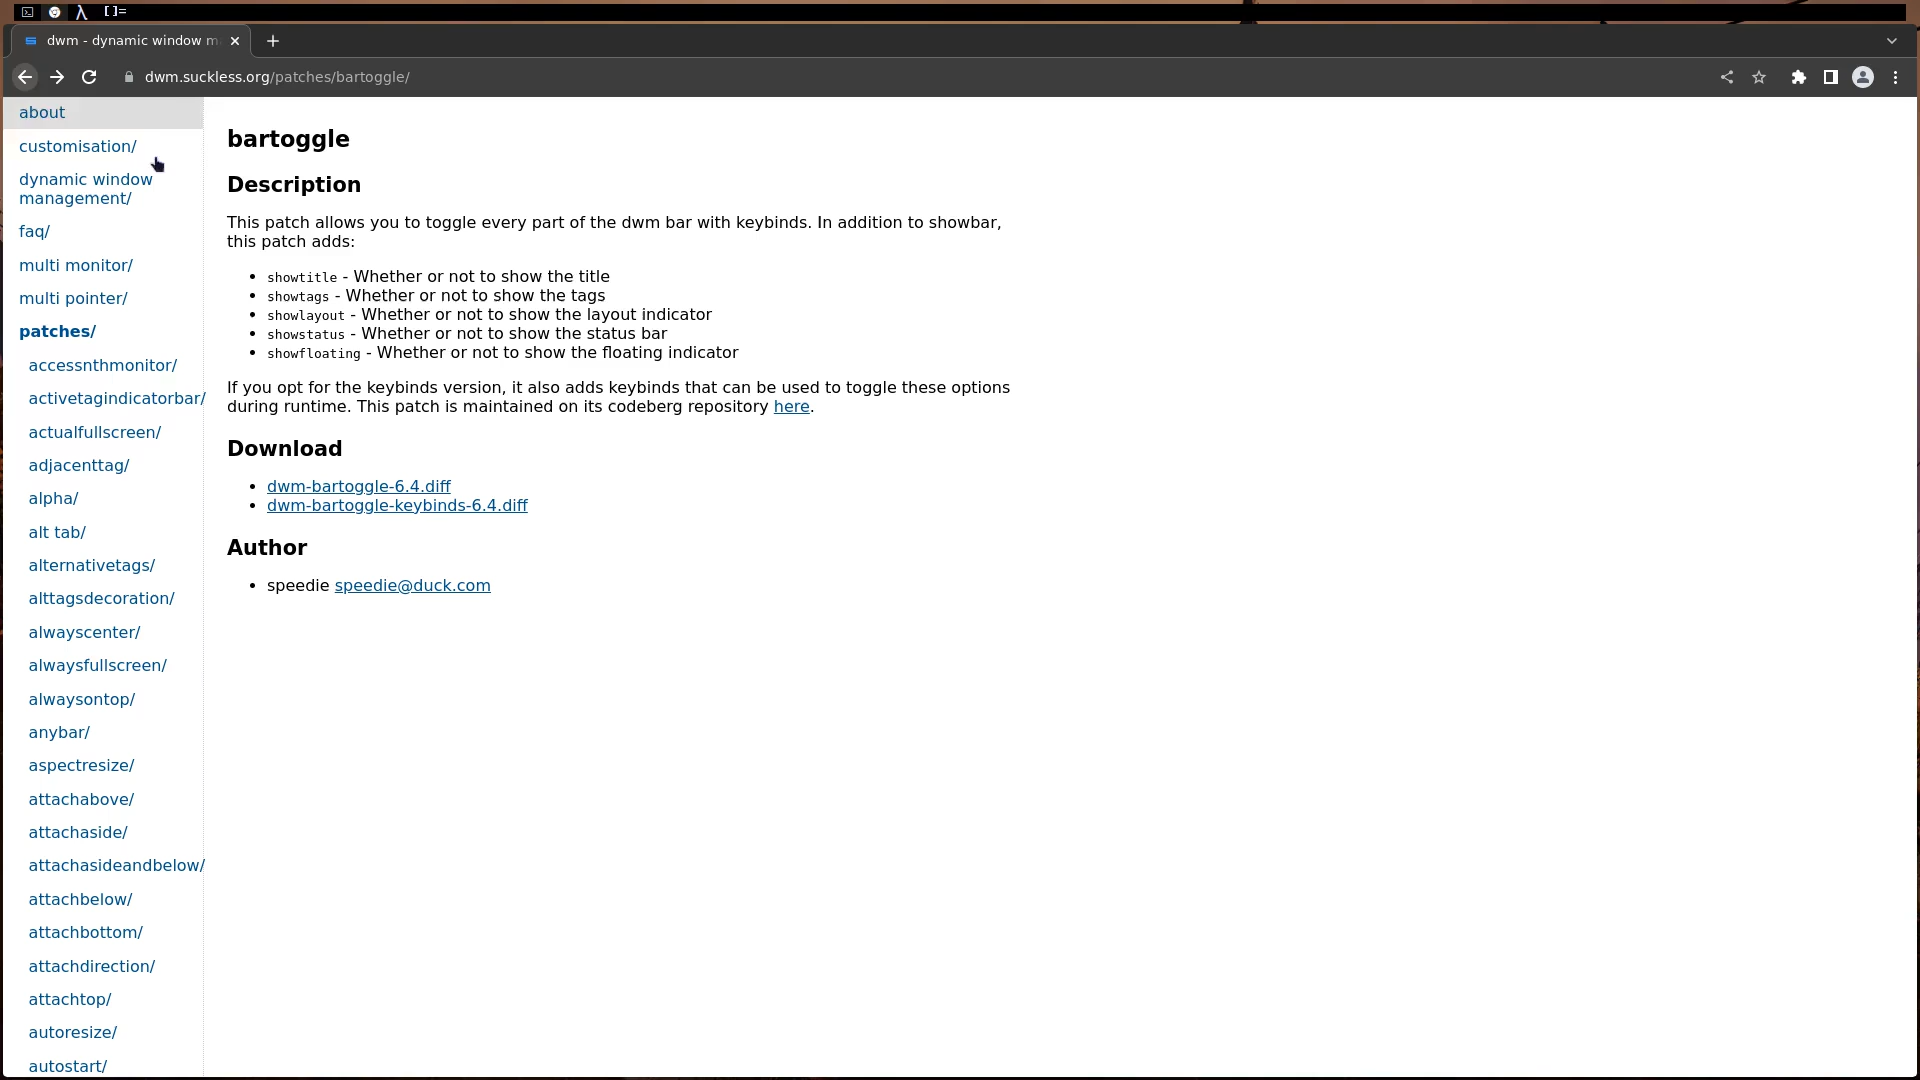 λ []=
dwm - dynamic window m
dwm.suckless.org/patches/bartoggle/
about
customisation/
dynamic window
management/
faq/
multi monitor/
multi pointer/
patches/
accessnthmonitor/
activetagindicatorbar/
actualfullscreen/
adjacenttag/
alpha/
alt tab/
alternativetags/
alttagsdecoration/
alwayscenter/
alwaysfullscreen/
alwaysontop/
anybar/
aspectresize/
attachabove/
attachaside/
attachasideandbelow/
attachbelow/
attachbottom/
attachdirection/
attachtop/
autoresize/
autostart/
bartoggle
Description
This patch allows you to toggle every part of the dwm bar with keybinds. In addition to showbar,
this patch adds:
• showtitle - Whether or not to show the title
• showtags - Whether or not to show the tags
• showlayout - Whether or not to show the layout indicator
• showstatus - Whether or not to show the status bar
• showfloating - Whether or not to show the floating indicator
If you opt for the keybinds version, it also adds keybinds that can be used to toggle these options
during runtime. This patch is maintained on its codeberg repository here.
Download
• dwm-bartoggle-6.4.diff
• dwm-bartoggle-keybinds-6.4.diff
Author
• speedie speedie@duck.com